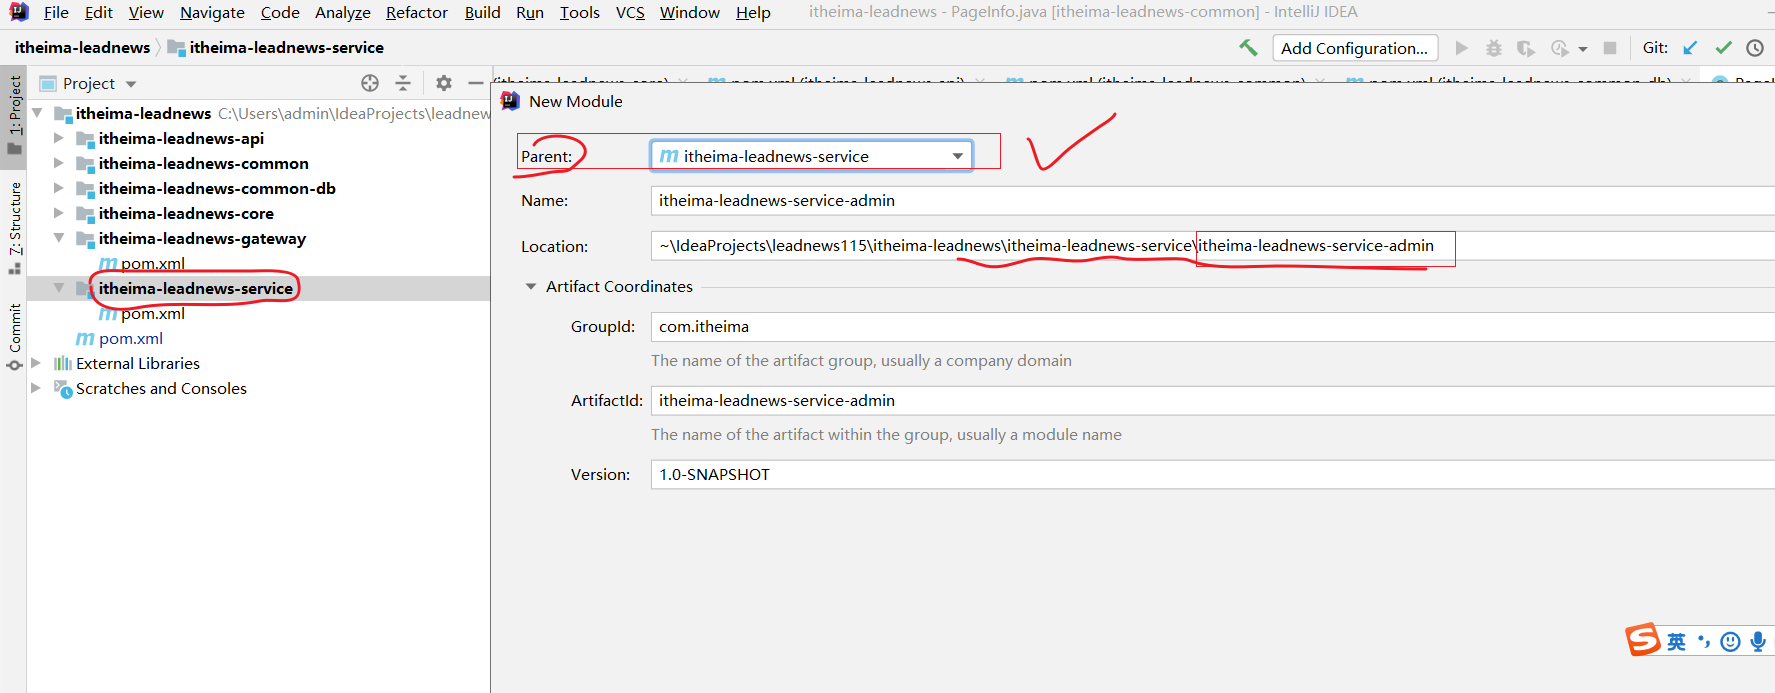 File Edit View Navigate Code Analyze Refactor Build Run Tools VCS Window Help itheima-leadnews - PageInfo.java [itheima-leadnews-common] - IntelliJ IDEA
itheima-leadnews itheima-leadnews-service Add Configuration... Git:
1: Project
Z: Structure
Commit
Project
itheima-leadnews C:\Users\admin\IdeaProjects\leadnew
itheima-leadnews-api
itheima-leadnews-common
itheima-leadnews-common-db
itheima-leadnews-core
itheima-leadnews-gateway
pom.xml
itheima-leadnews-service
pom.xml
pom.xml
External Libraries
Scratches and Consoles
New Module
Parent: itheima-leadnews-service
Name: itheima-leadnews-service-admin
Location: ~\IdeaProjects\leadnews115\itheima-leadnews\itheima-leadnews-service\itheima-leadnews-service-admin
Artifact Coordinates
GroupId: com.itheima
The name of the artifact group, usually a company domain
ArtifactId: itheima-leadnews-service-admin
The name of the artifact within the group, usually a module name
Version: 1.0-SNAPSHOT
英